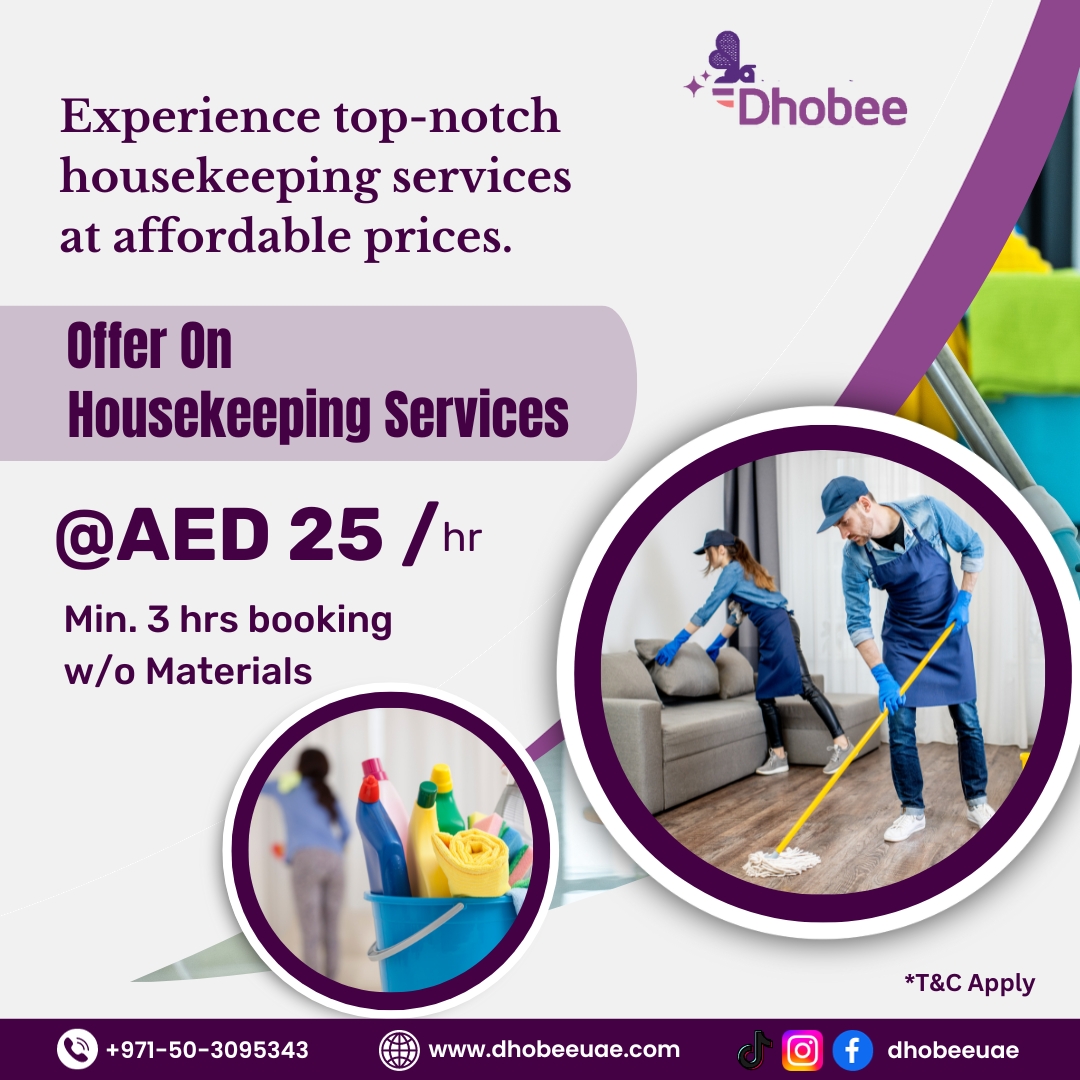 Dhobee
Experience top-notch
housekeeping services
at affordable prices.
Offer On
Housekeeping Services
@AED 25 /hr
Min. 3 hrs booking
w/o Materials
*T&C Apply
+971-50-3095343
www.dhobeeuae.com
dhobeeuae